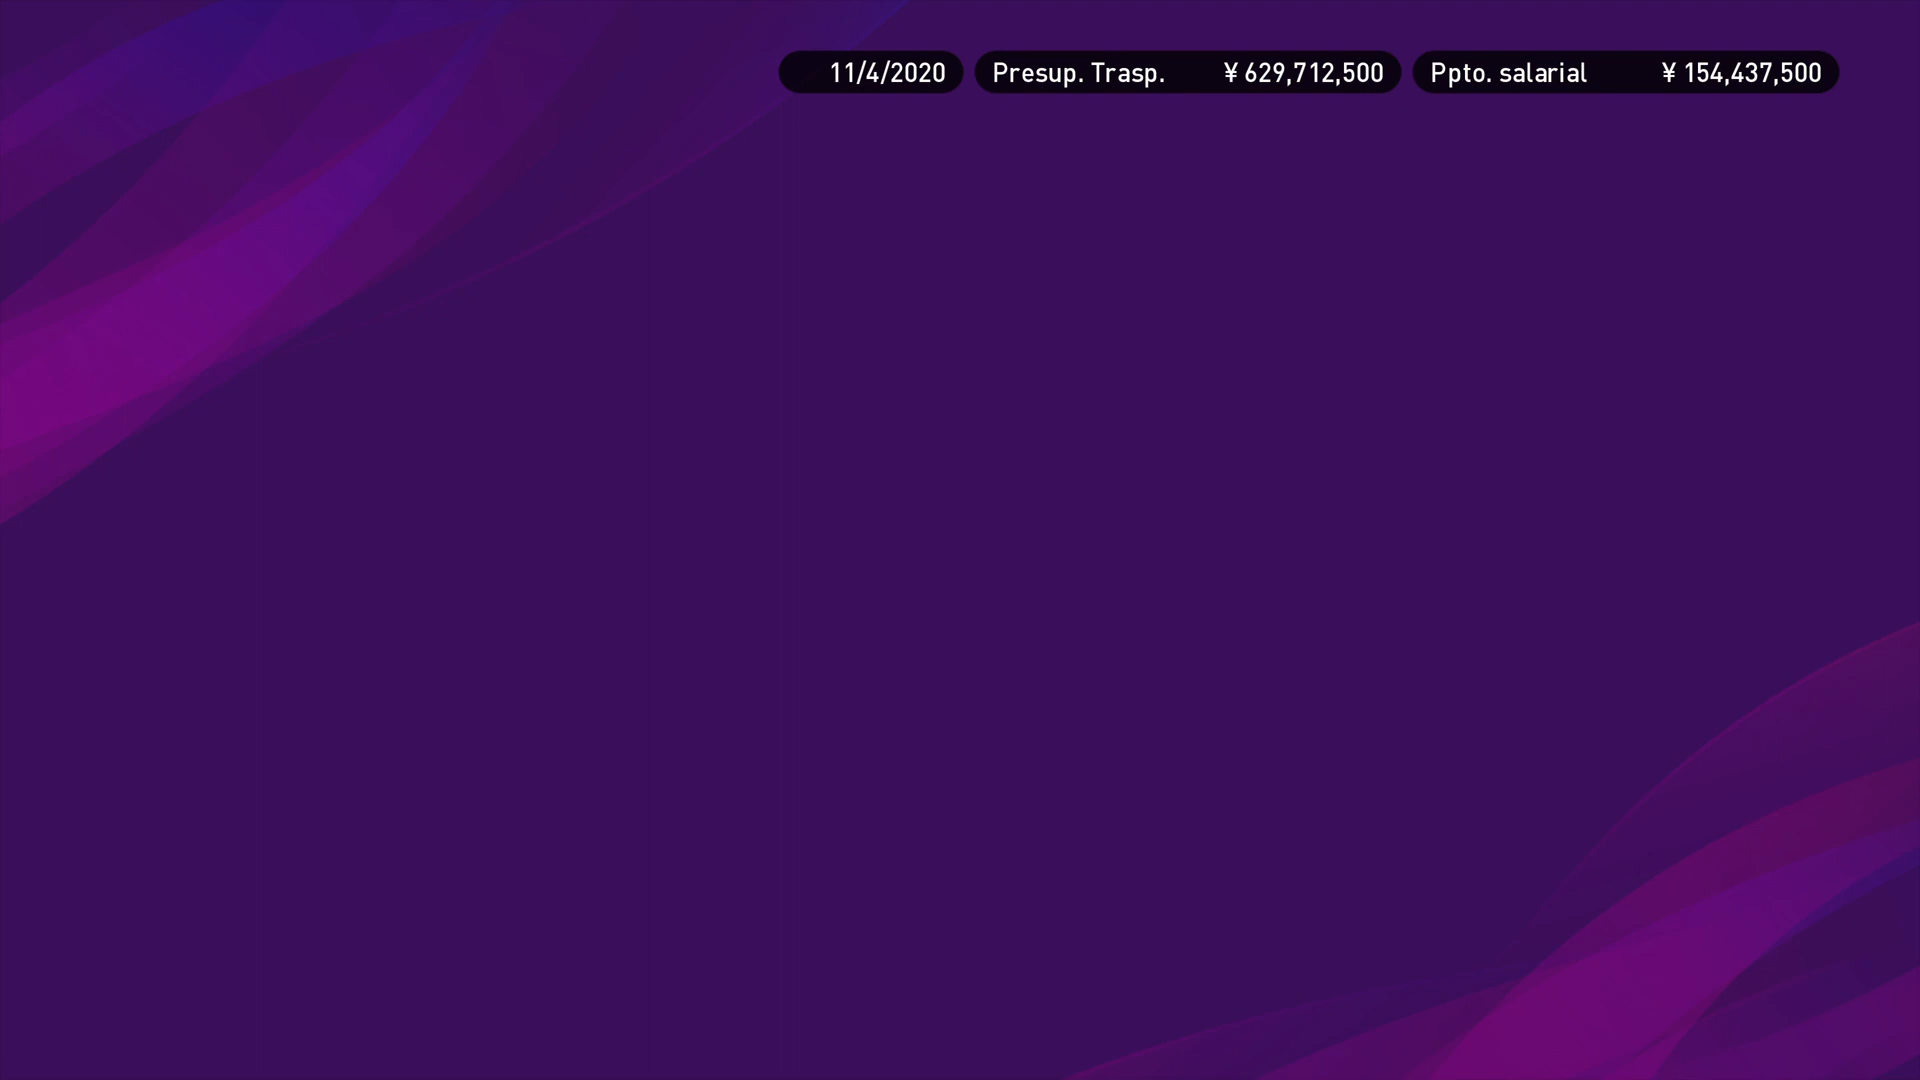 11/4/2020 Presup. Trasp. ¥ 629,712,500 Ppto. salarial ¥ 154,437,500